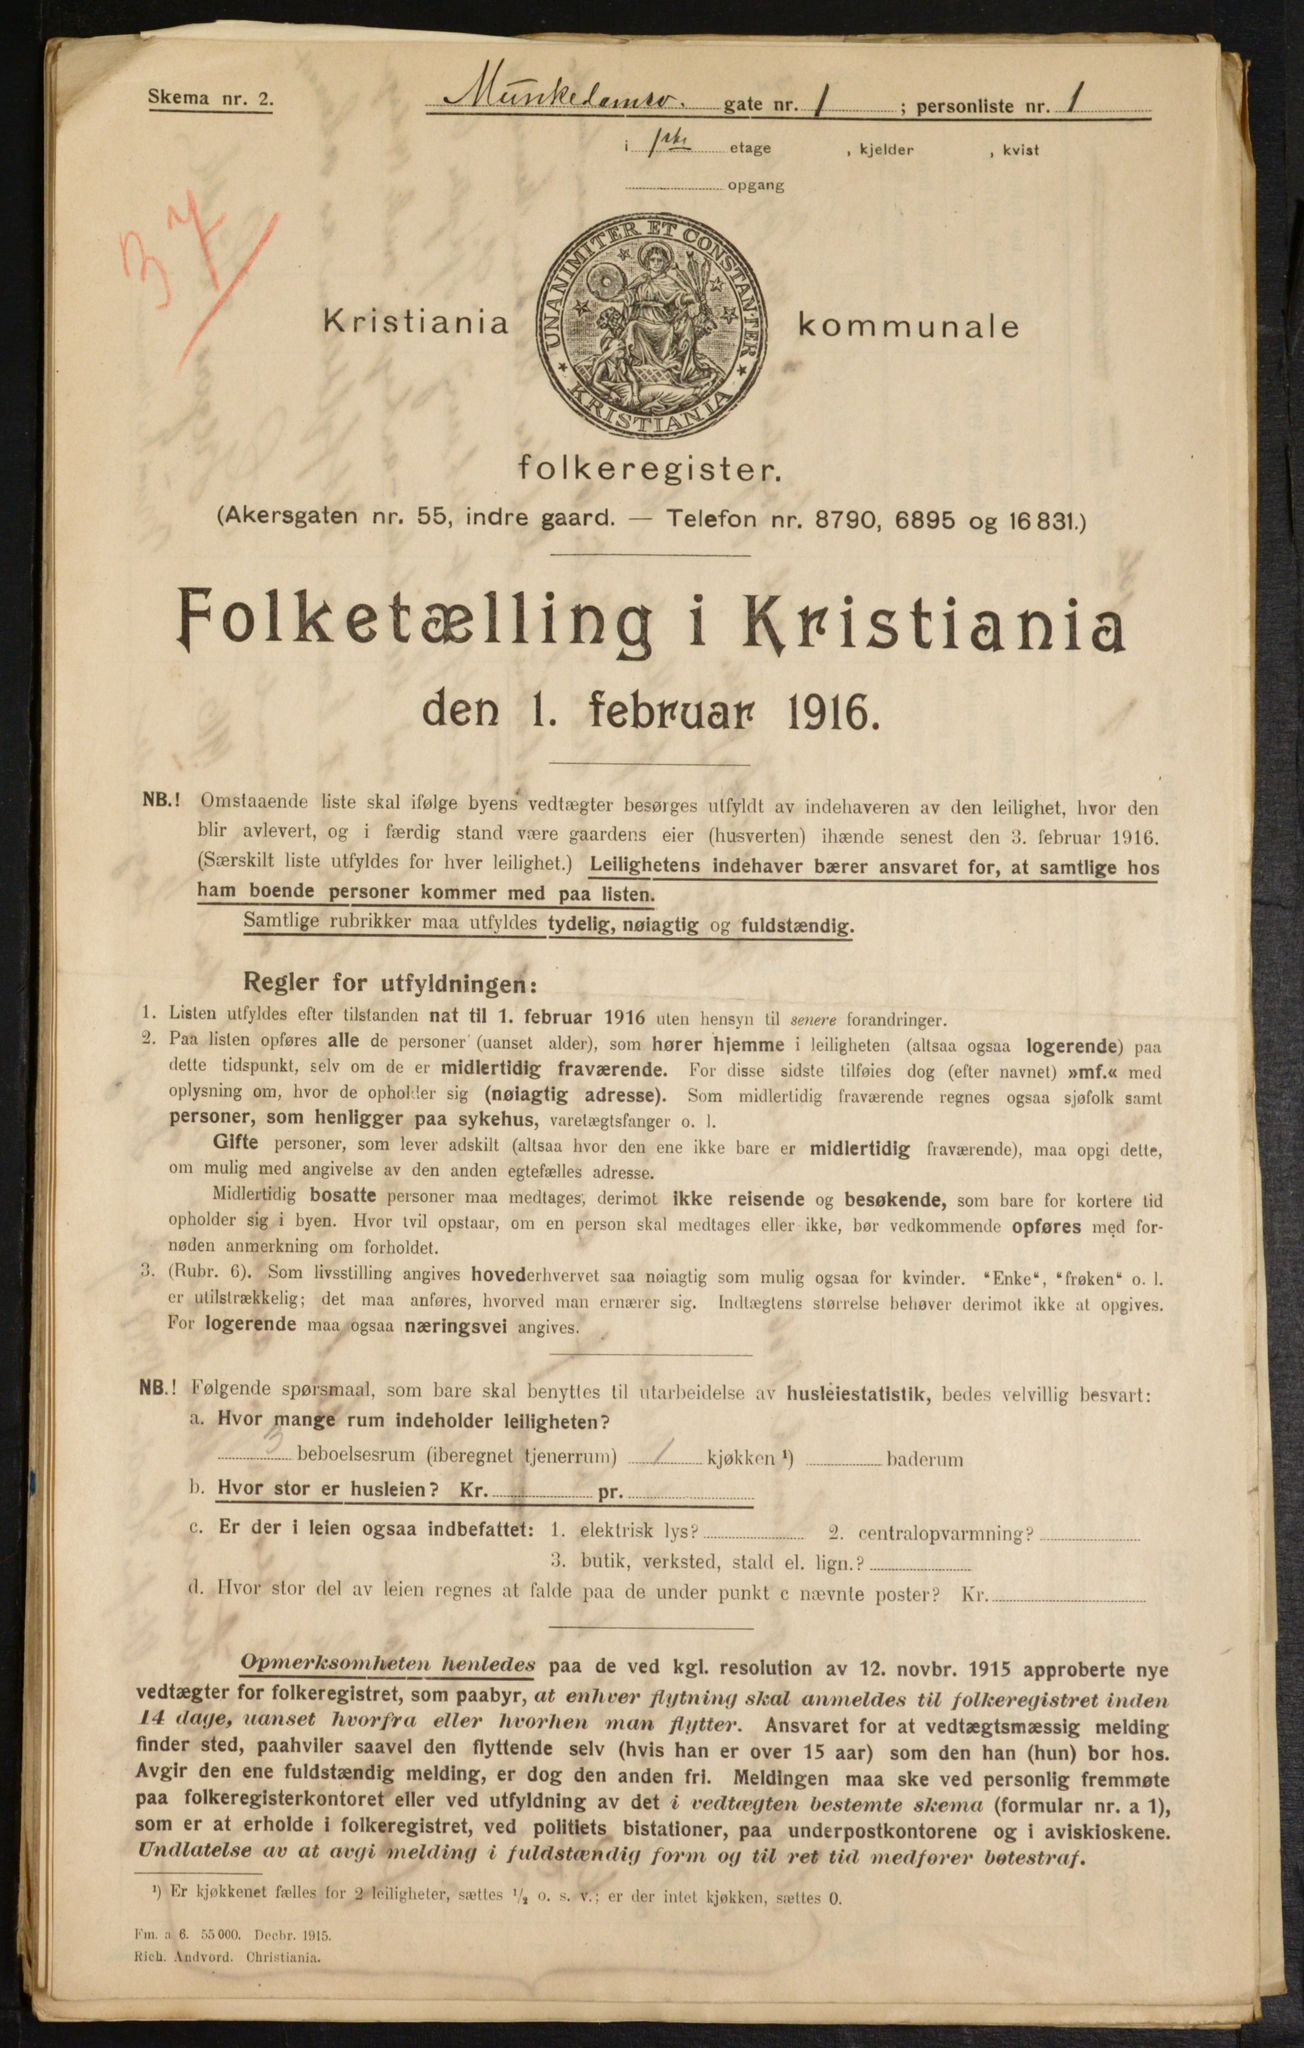 Skema nr. 2.
Munkedamsv. gate nr. 1 ; personliste nr. 1
i 1ste etage , kjelder , kvist
opgang
37
UNANIMITER ET CONSTANTER
KRISTIANIA
Kristiania kommunale
folkeregister.
(Akersgaten nr. 55, indre gaard. — Telefon nr. 8790, 6895 og 16 831.)
Folketælling i Kristiania
den 1. februar 1916.
NB.! Omstaaende liste skal ifølge byens vedtægter besørges utfyldt av indehaveren av den leilighet, hvor den
blir avlevert, og i færdig stand være gaardens eier (husverten) ihænde senest den 3. februar 1916.
(Særskilt liste utfyldes for hver leilighet.) Leilighetens indehaver bærer ansvaret for, at samtlige hos
ham boende personer kommer med paa listen.
Samtlige rubrikker maa utfyldes tydelig, nøiagtig og fuldstændig.
Regler for utfyldningen:
1. Listen utfyldes efter tilstanden nat til 1. februar 1916 uten hensyn til senere forandringer.
2. Paa listen opføres alle de personer (uanset alder), som hører hjemme i leiligheten (altsaa ogsaa logerende) paa
dette tidspunkt, selv om de er midlertidig fraværende. For disse sidste tilføies dog (efter navnet) »mf.« med
oplysning om, hvor de opholder sig (nøiagtig adresse). Som midlertidig fraværende regnes ogsaa sjøfolk samt
personer, som henligger paa sykehus, varetægtsfanger o. l.
Gifte personer, som lever adskilt (altsaa hvor den ene ikke bare er midlertidig fraværende), maa opgi dette,
om mulig med angivelse av den anden egtefælles adresse.
Midlertidig bosatte personer maa medtages, derimot ikke reisende og besøkende, som bare for kortere tid
opholder sig i byen. Hvor tvil opstaar, om en person skal medtages eller ikke, bør vedkommende opføres med for-
nøden anmerkning om forholdet.
3. (Rubr. 6). Som livsstilling angives hovederhvervet saa nøiagtig som mulig ogsaa for kvinder. "Enke", "frøken" o. l.
er utilstrækkelig; det maa anføres, hvorved man ernærer sig. Indtægtens størrelse behøver derimot ikke at opgives.
For logerende maa ogsaa næringsvei angives.
NB.! Følgende spørsmaal, som bare skal benyttes til utarbeidelse av husleiestatistik, bedes velvillig besvart:
a. Hvor mange rum indeholder leiligheten?
3 beboelsesrum (iberegnet tjenerrum) 1 kjøkken ¹) baderum
b. Hvor stor er husleien? Kr. pr.
c. Er der i leien ogsaa indbefattet: 1. elektrisk lys? 2. centralopvarmning?
3. butik, verksted, stald el. lign.?
d. Hvor stor del av leien regnes at falde paa de under punkt c nævnte poster? Kr.
Opmerksomheten henledes paa de ved kgl. resolution av 12. novbr. 1915 approberte nye
vedtægter for folkeregistret, som paabyr, at enhver flytning skal anmeldes til folkeregistret inden
14 dage, uanset hvorfra eller hvorhen man flytter. Ansvaret for at vedtægtsmæssig melding
finder sted, paahviler saavel den flyttende selv (hvis han er over 15 aar) som den han (hun) bor hos.
Avgir den ene fuldstændig melding, er dog den anden fri. Meldingen maa ske ved personlig fremmøte
paa folkeregisterkontoret eller ved utfyldning av det i vedtægten bestemte skema (formular nr. a 1),
som er at erholde i folkeregistret, ved politiets bistationer, paa underpostkontorene og i aviskioskene.
Undlatelse av at avgi melding i fuldstændig form og til ret tid medfører bøtestraf.
¹) Er kjøkkenet fælles for 2 leiligheter, sættes ½ o. s. v.; er der intet kjøkken, sættes 0.
Fm. a 6. 55 000. Decbr. 1915.
Rich. Andvord. Christiania.